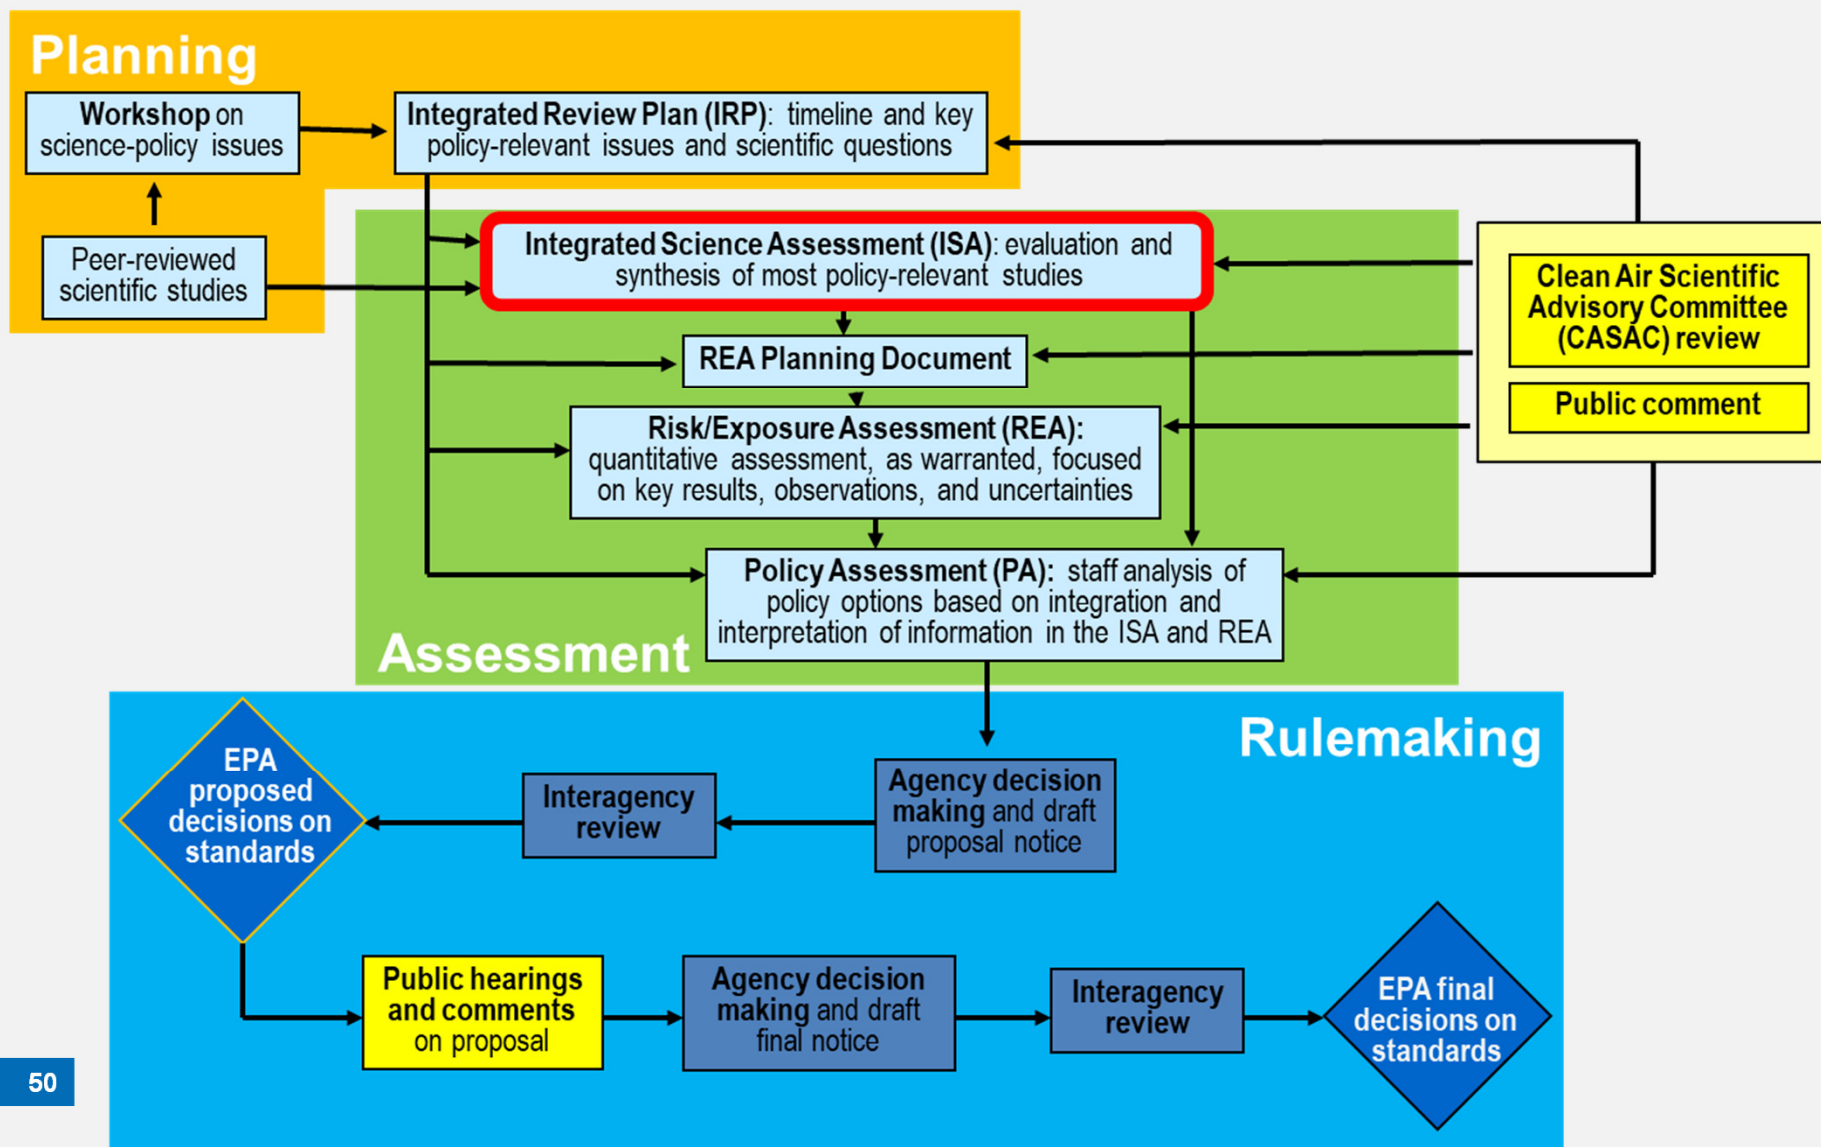 Planning
Workshop on
science-policy issues
Integrated Review Plan (IRP): timeline and key
policy-relevant issues and scientific questions
Peer-reviewed
scientific studies
Integrated Science Assessment (ISA): evaluation and
synthesis of most policy-relevant studies
Clean Air Scientific
Advisory Committee
(CASAC) review
Public comment
REA Planning Document
Risk/Exposure Assessment (REA):
quantitative assessment, as warranted, focused
on key results, observations, and uncertainties
Policy Assessment (PA): staff analysis of
policy options based on integration and
interpretation of information in the ISA and REA
Assessment
Rulemaking
EPA
proposed
decisions on
standards
Interagency
review
Agency decision
making and draft
proposal notice
Public hearings
and comments
on proposal
Agency decision
making and draft
final notice
Interagency
review
EPA final
decisions on
standards
50